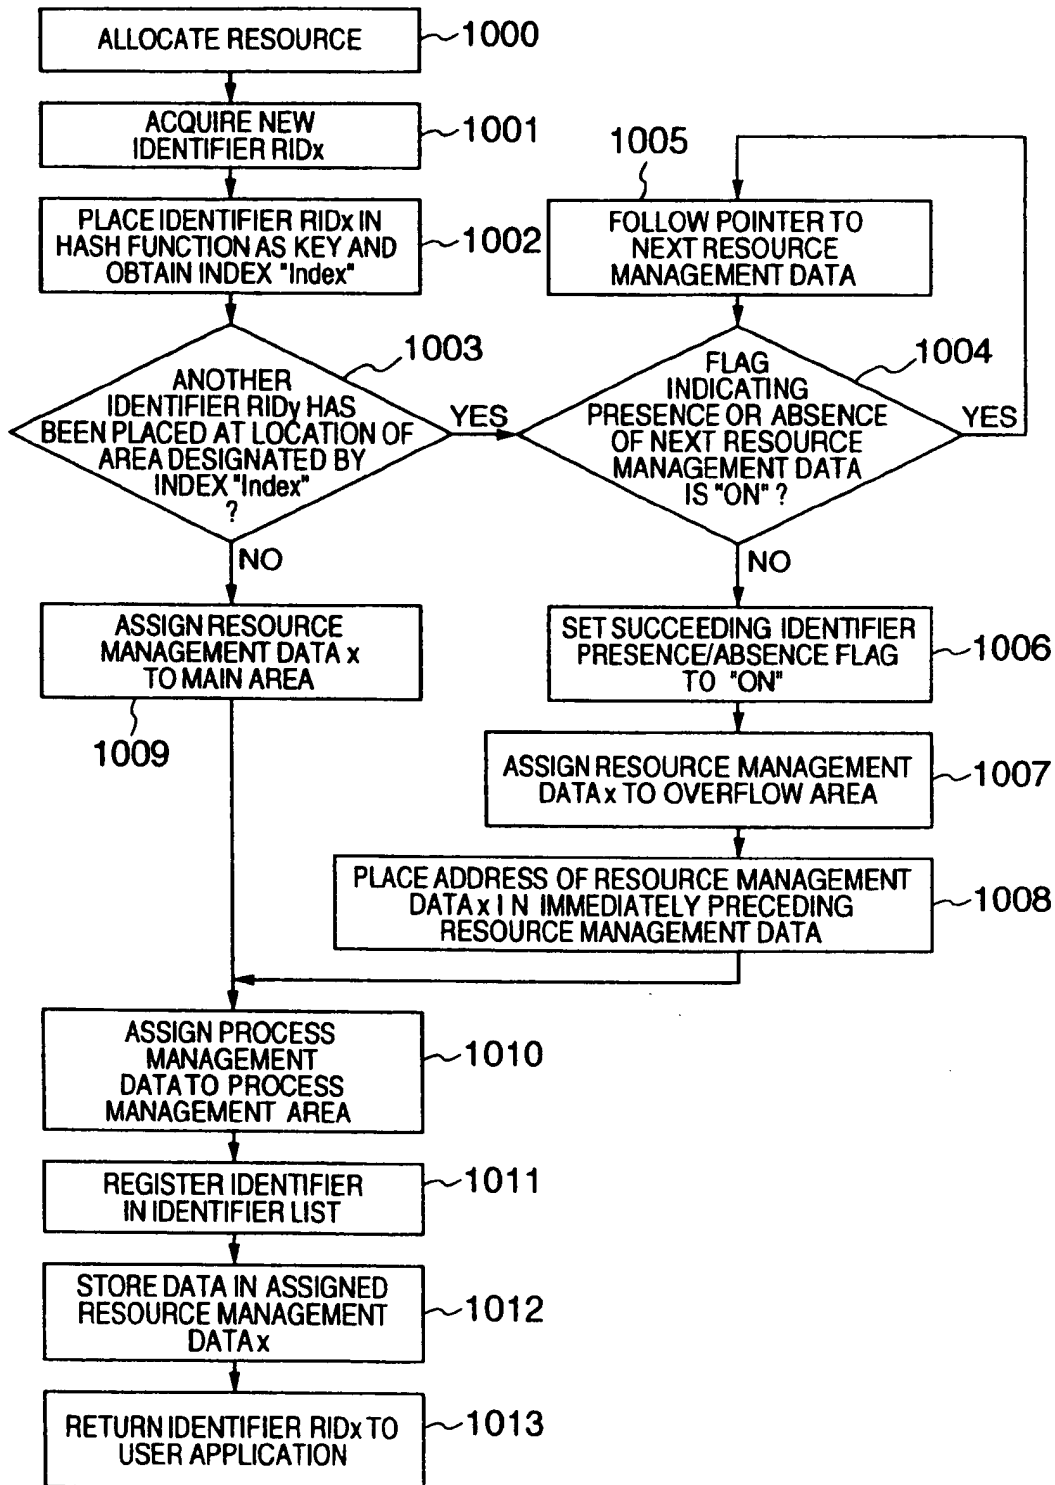 ALLOCATE RESOURCE
1000
ACQUIRE NEW
IDENTIFIER RIDx
1001
PLACE IDENTIFIER RIDx IN
HASH FUNCTION AS KEY AND
OBTAIN INDEX "Index"
1002
1003
ANOTHER
IDENTIFIER RIDy HAS
BEEN PLACED AT LOCATION OF
AREA DESIGNATED BY
INDEX "Index"
?
YES
NO
1005
FOLLOW POINTER TO
NEXT RESOURCE
MANAGEMENT DATA
1004
FLAG
INDICATING
PRESENCE OR ABSENCE
OF NEXT RESOURCE
MANAGEMENT DATA
IS "ON" ?
YES
NO
ASSIGN RESOURCE
MANAGEMENT DATA x
TO MAIN AREA
1009
SET SUCCEEDING IDENTIFIER
PRESENCE/ABSENCE FLAG
TO "ON"
1006
ASSIGN RESOURCE MANAGEMENT
DATA x TO OVERFLOW AREA
1007
PLACE ADDRESS OF RESOURCE MANAGEMENT
DATA x I N IMMEDIATELY PRECEDING
RESOURCE MANAGEMENT DATA
1008
ASSIGN PROCESS
MANAGEMENT
DATA TO PROCESS
MANAGEMENT AREA
1010
REGISTER IDENTIFIER
IN IDENTIFIER LIST
1011
STORE DATA IN ASSIGNED
RESOURCE MANAGEMENT
DATA x
1012
RETURN IDENTIFIER RIDx TO
USER APPLICATION
1013